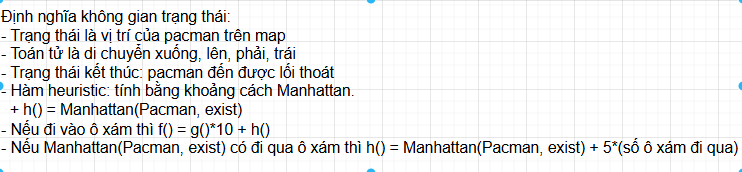 Định nghĩa không gian trạng thái:
- Trạng thái là vị trí của pacman trên map
- Toán tử là di chuyển xuống, lên, phải, trái
- Trạng thái kết thúc: pacman đến được lối thoát
- Hàm heuristic: tính bằng khoảng cách Manhattan.
+ h() = Manhattan(Pacman, exist)
- Nếu đi vào ô xám thì f() = g()*10 + h()
- Nếu Manhattan(Pacman, exist) có đi qua ô xám thì h() = Manhattan(Pacman, exist) + 5*(số ô xám đi qua)